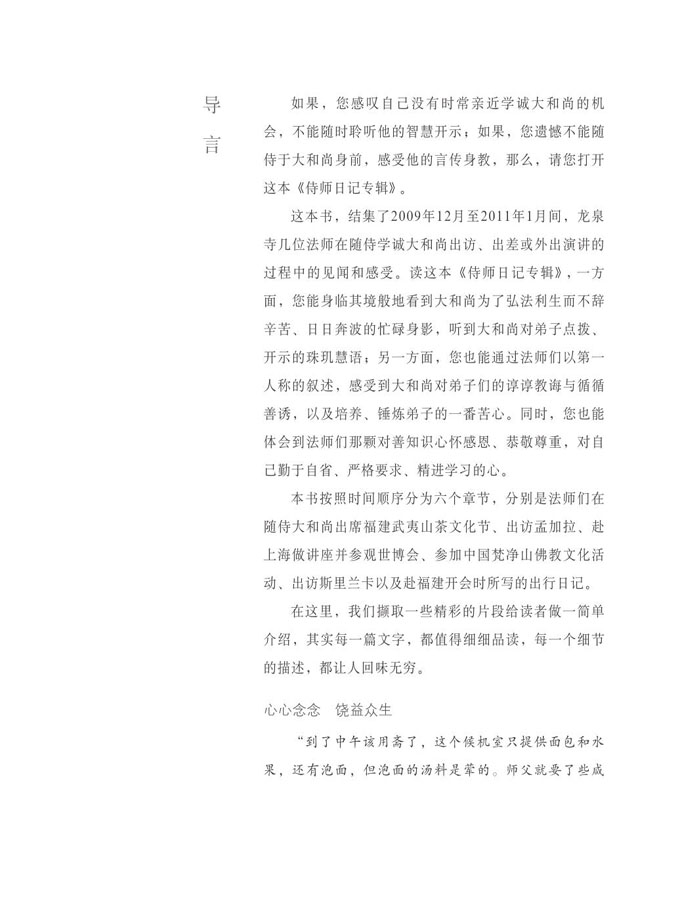 导言
如果，您感叹自己没有时常亲近学诚大和尚的机
会，不能随时聆听他的智慧开示；如果，您遗憾不能随
侍于大和尚身前，感受他的言传身教，那么，请您打开
这本《侍师日记专辑》。
这本书，结集了2009年12月至2011年1月间，龙泉
寺几位法师在随侍学诚大和尚出访、出差或外出演讲的
过程中的见闻和感受。读这本《侍师日记专辑》，一方
面，您能身临其境般地看到大和尚为了弘法利生而不辞
辛苦、日日奔波的忙碌身影，听到大和尚对弟子点拨、
开示的珠玑慧语；另一方面，您也能通过法师们以第一
人称的叙述，感受到大和尚对弟子们的谆谆教诲与循循
善诱，以及培养、锤炼弟子的一番苦心。同时，您也能
体会到法师们那颗对善知识心怀感恩、恭敬尊重，对自
己勤于自省、严格要求、精进学习的心。
本书按照时间顺序分为六个章节，分别是法师们在
随侍大和尚出席福建武夷山茶文化节、出访孟加拉、赴
上海做讲座并参观世博会、参加中国梵净山佛教文化活
动、出访斯里兰卡以及赴福建开会时所写的出行日记。
在这里，我们撷取一些精彩的片段给读者做一简单
介绍，其实每一篇文字，都值得细细品读，每一个细节
的描述，都让人回味无穷。
心心念念　饶益众生
“到了中午该用斋了，这个候机室只提供面包和水
果，还有泡面，但泡面的汤料是荤的。师父就要了些咸